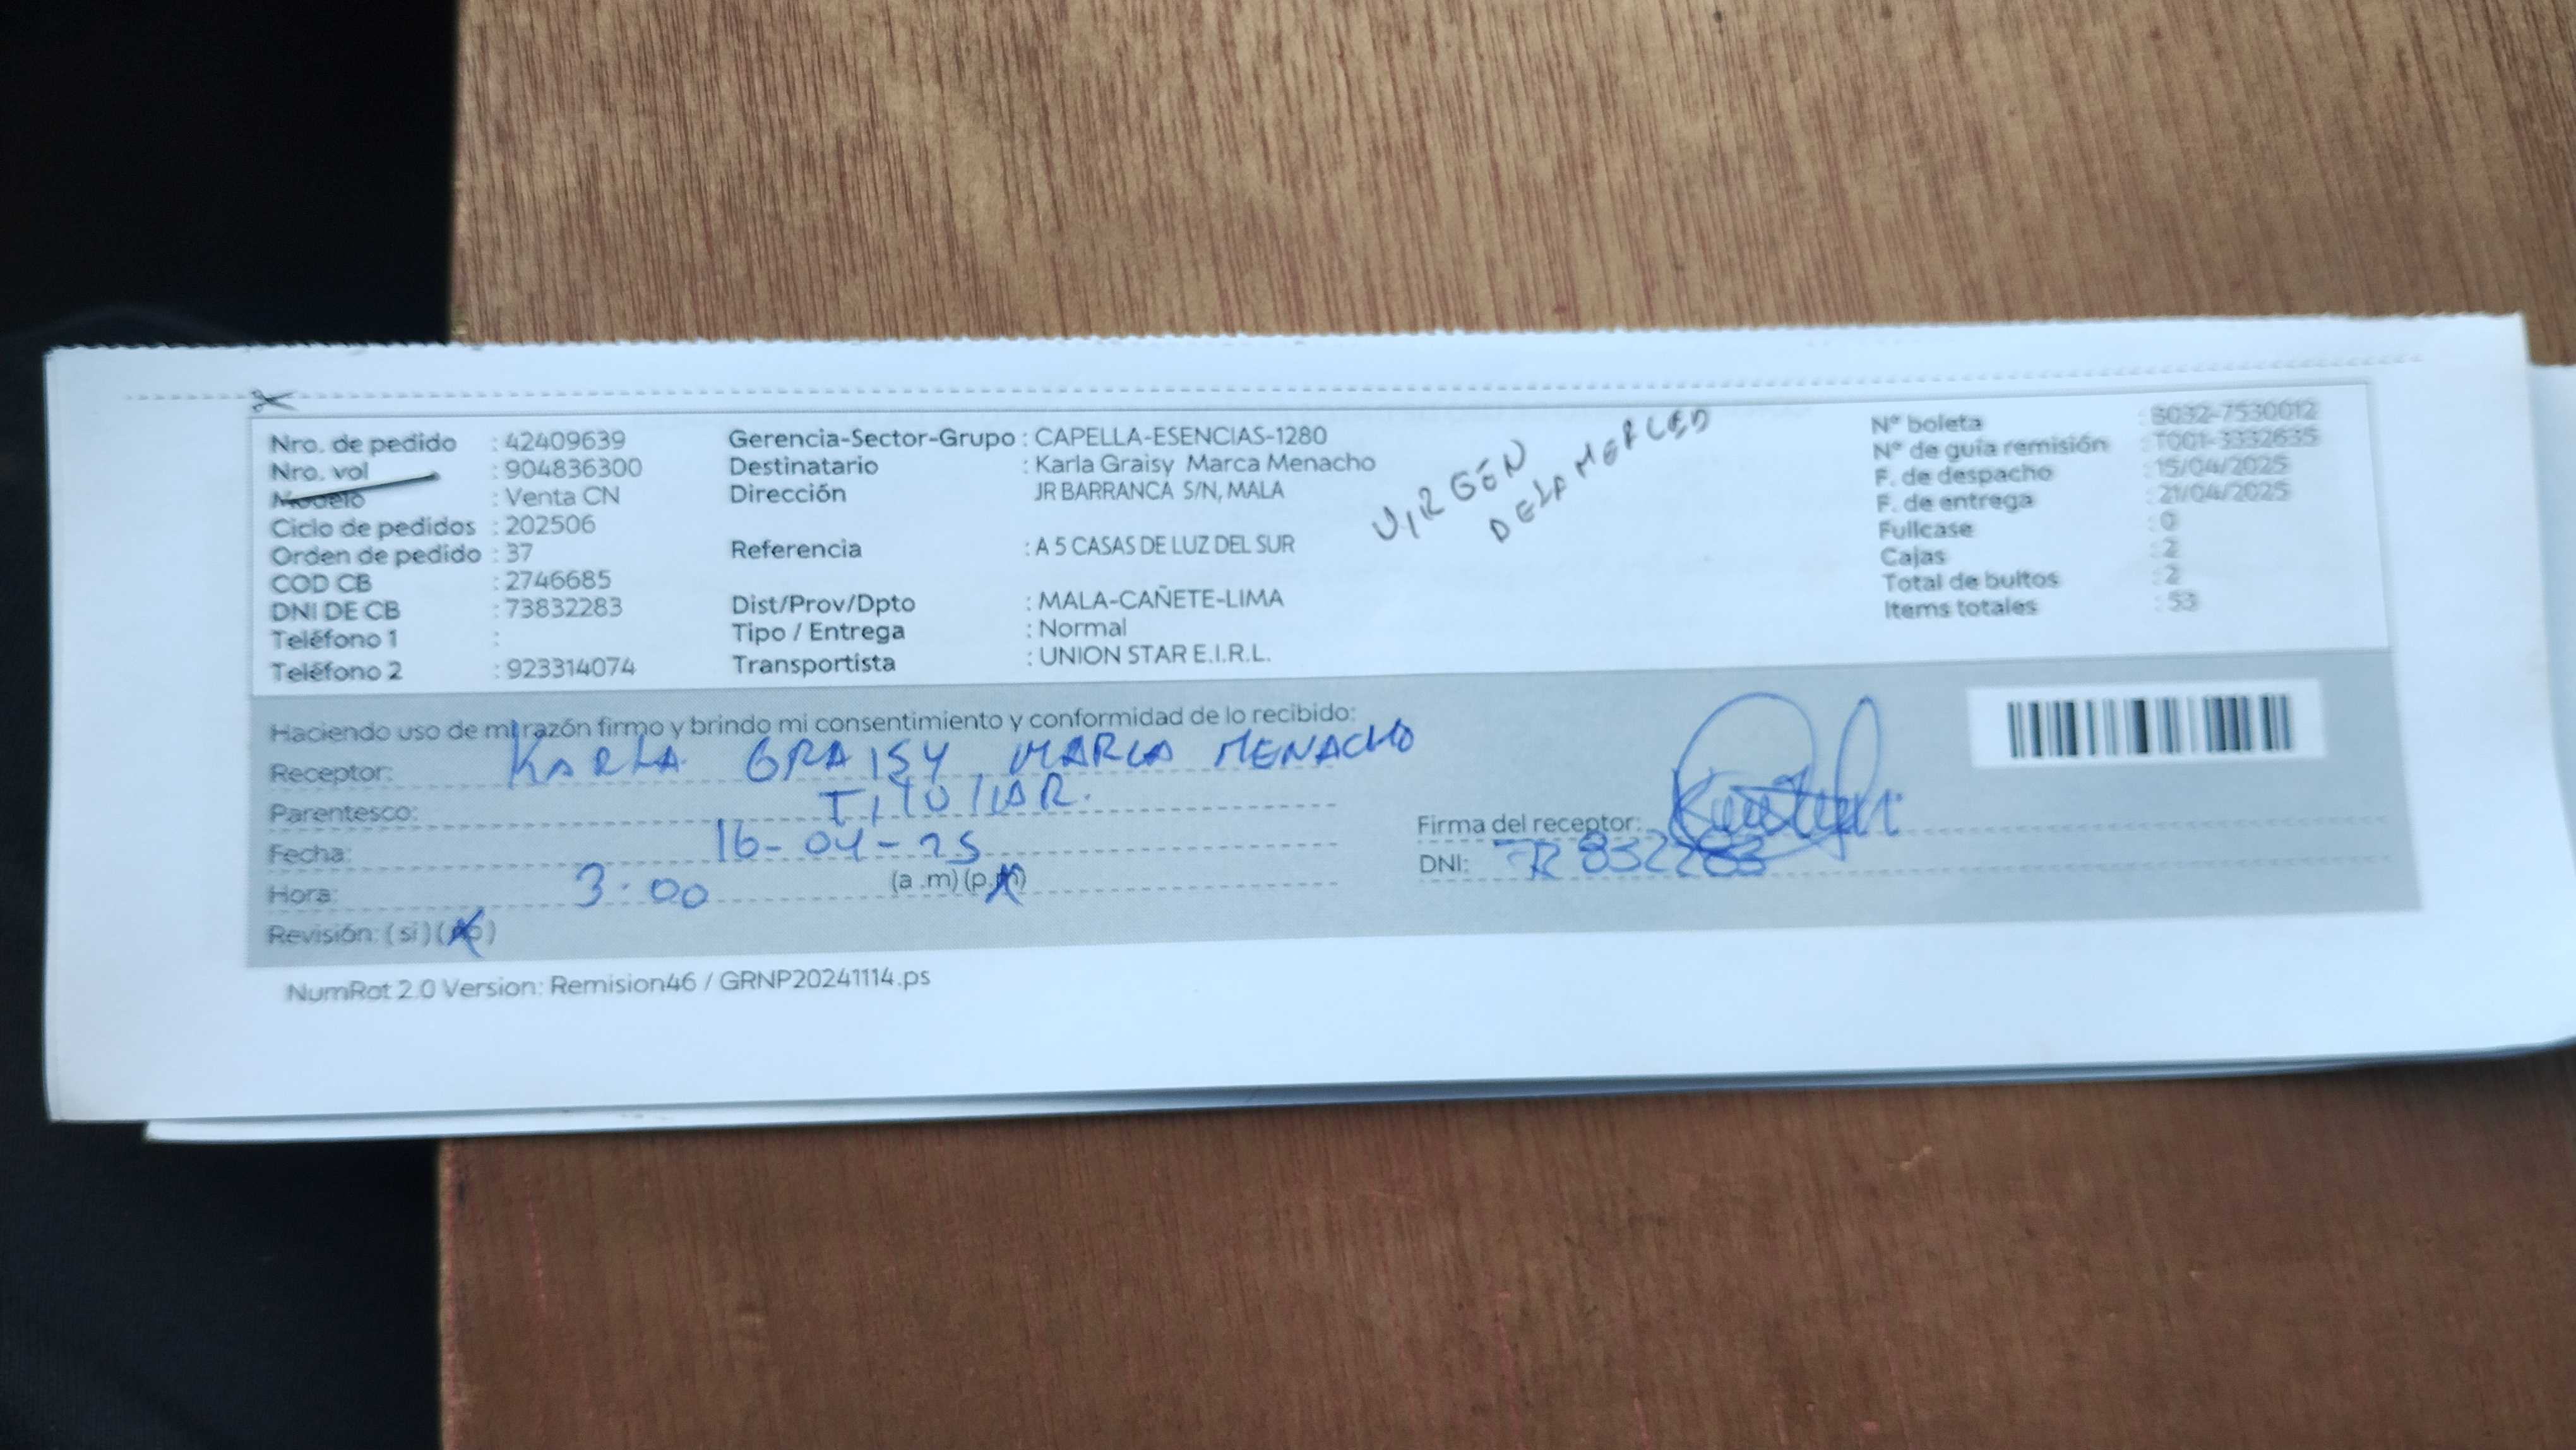 Nro. de pedido : 42409639
Nro. vol : 904836300
Modelo : Venta CN
Ciclo de pedidos : 202506
Orden de pedido : 37
COD CB : 2746685
DNI DE CB : 73832283
Teléfono 1 :
Teléfono 2 : 923314074
Gerencia-Sector-Grupo : CAPELLA-ESENCIAS-1280
Destinatario : Karla Graisy Marca Menacho
Dirección JR BARRANCA S/N, MALA
Referencia : A 5 CASAS DE LUZ DEL SUR
Dist/Prov/Dpto : MALA-CAÑETE-LIMA
Tipo / Entrega : Normal
Transportista : UNION STAR E.I.R.L.
VIRGEN
DE LA MERCED
N° boleta : B032-7530012
N° de guía remisión : T001-3332635
F. de despacho : 15/04/2025
F. de entrega : 21/04/2025
Fullcase : 0
Cajas : 2
Total de bultos : 2
Items totales : 53
Haciendo uso de mi razón firmo y brindo mi consentimiento y conformidad de lo recibido:
Receptor: KARLA GRAISY MARCA MENACHO
Parentesco: TITULAR.
Fecha: 16-04-25
Hora: 3:00 (a.m) (p.m)
Revisión: (si) (no)
Firma del receptor:
DNI: 73832283
NumRot 2.0 Version: Remision46 / GRNP20241114.ps